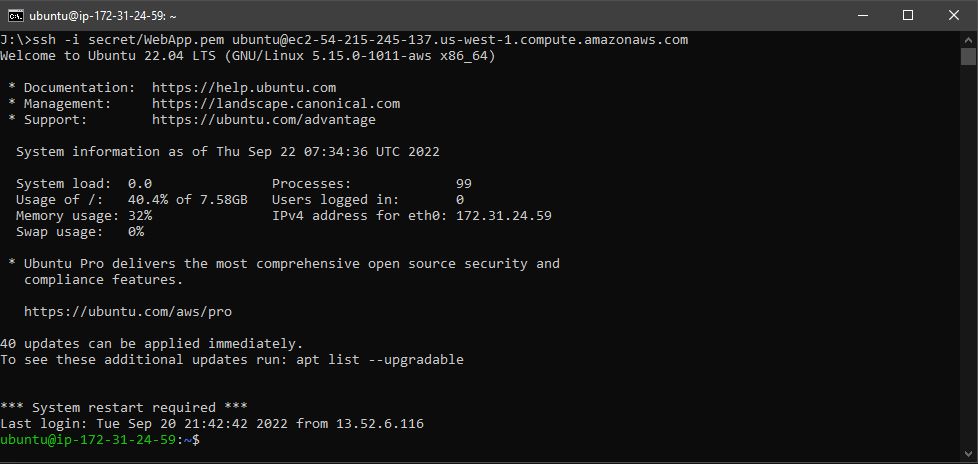 ubuntu@ip-172-31-24-59: ~
J:\>ssh -i secret/WebApp.pem ubuntu@ec2-54-215-245-137.us-west-1.compute.amazonaws.com
Welcome to Ubuntu 22.04 LTS (GNU/Linux 5.15.0-1011-aws x86_64)
* Documentation:  https://help.ubuntu.com
* Management:     https://landscape.canonical.com
* Support:        https://ubuntu.com/advantage
System information as of Thu Sep 22 07:34:36 UTC 2022
System load:  0.0               Processes:             99
Usage of /:   40.4% of 7.58GB   Users logged in:       0
Memory usage: 32%               IPv4 address for eth0: 172.31.24.59
Swap usage:   0%
* Ubuntu Pro delivers the most comprehensive open source security and
compliance features.
https://ubuntu.com/aws/pro
40 updates can be applied immediately.
To see these additional updates run: apt list --upgradable
*** System restart required ***
Last login: Tue Sep 20 21:42:42 2022 from 13.52.6.116
ubuntu@ip-172-31-24-59:~$